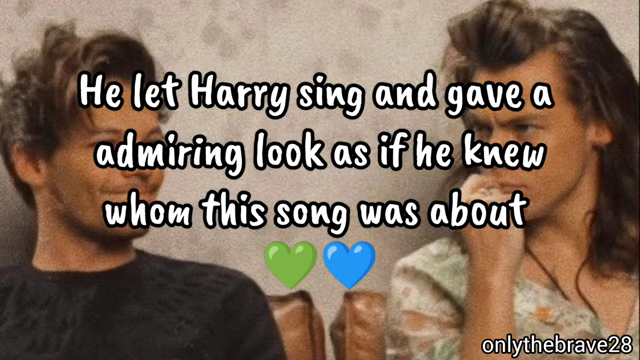 He let Harry sing and gave a
admiring look as if he knew
whom this song was about
💚💙
onlythebrave28